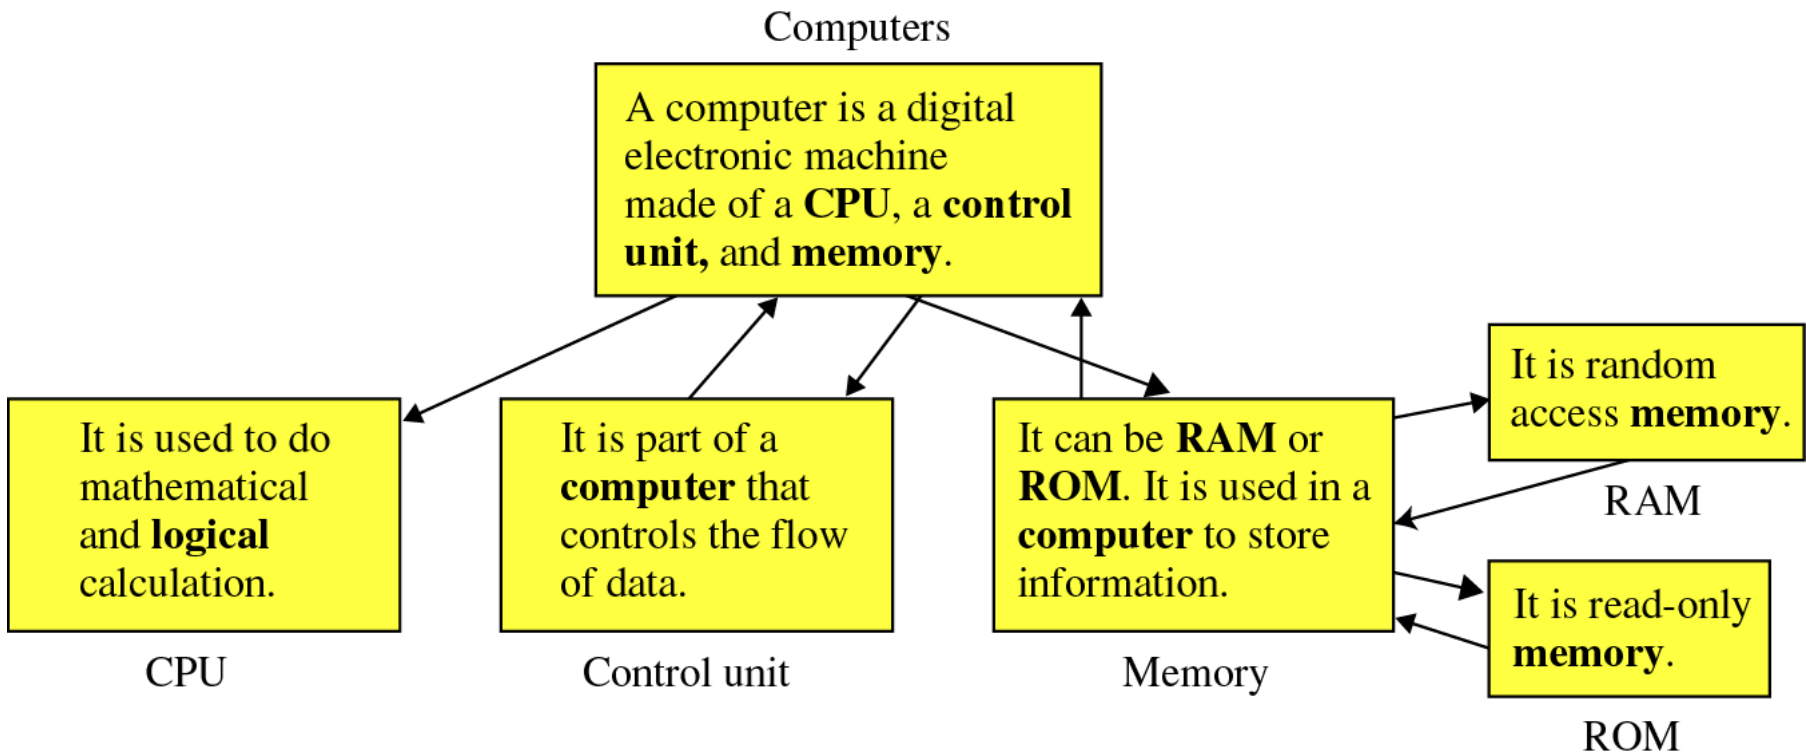 Computers
A computer is a digital
electronic machine
made of a CPU, a control
unit, and memory.
It is used to do
mathematical
and logical
calculation.
CPU
It is part of a
computer that
controls the flow
of data.
Control unit
It can be RAM or
ROM. It is used in a
computer to store
information.
Memory
It is random
access memory.
RAM
It is read-only
memory.
ROM